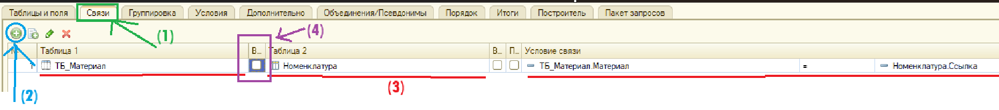 Таблицы и поля Связи Группировка Условия Дополнительно Объединения/Псевдонимы Порядок Итоги Построитель Пакет запросов
(1) (4)
N... Таблица 1 В... Таблица 2 В... П... Условие связи
1 ТБ_Материал Номенклатура ТБ_Материал.Материал = Номенклатура.Ссылка
(2) (3)